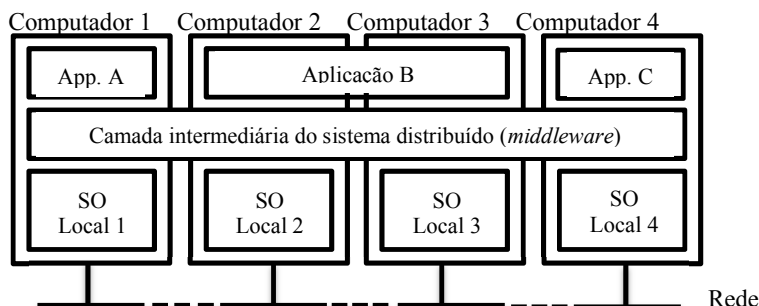 Computador 1 Computador 2 Computador 3 Computador 4
App. A Aplicação B App. C
Camada intermediária do sistema distribuído (middleware)
SO SO SO SO
Local 1 Local 2 Local 3 Local 4
Rede